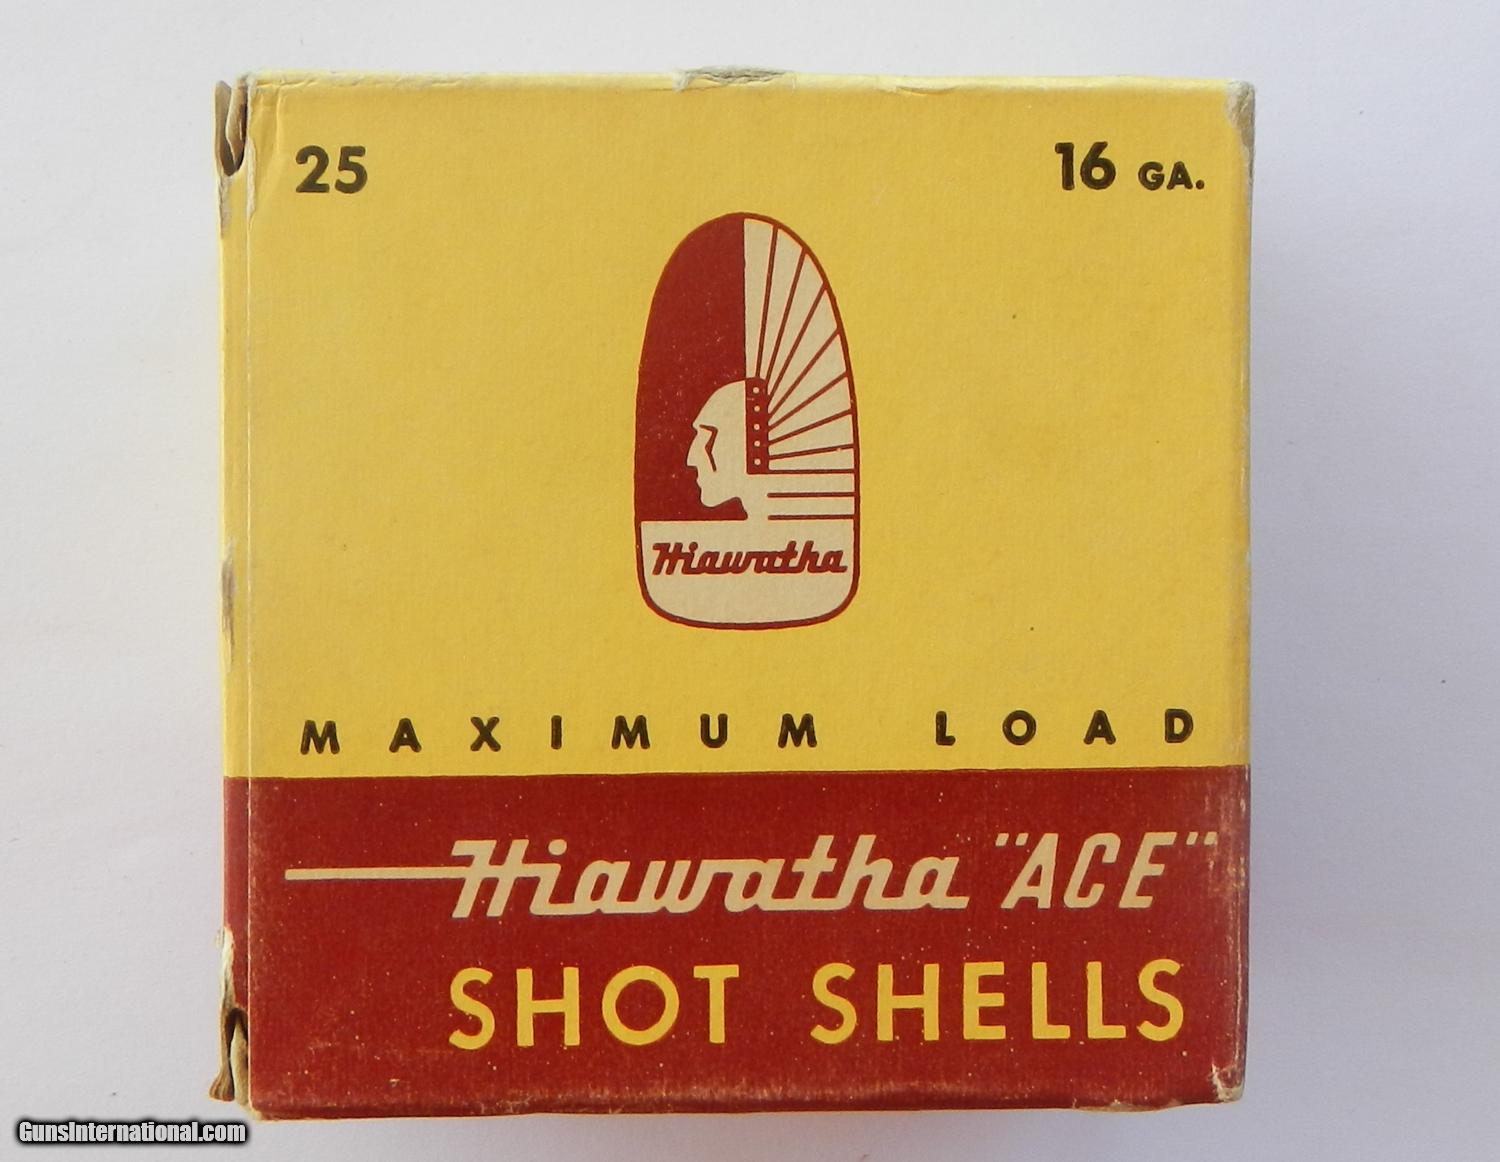 25
16 GA.
Hiawatha
MAXIMUM LOAD
Hiawatha "ACE"
SHOT SHELLS
GunsInternational.com